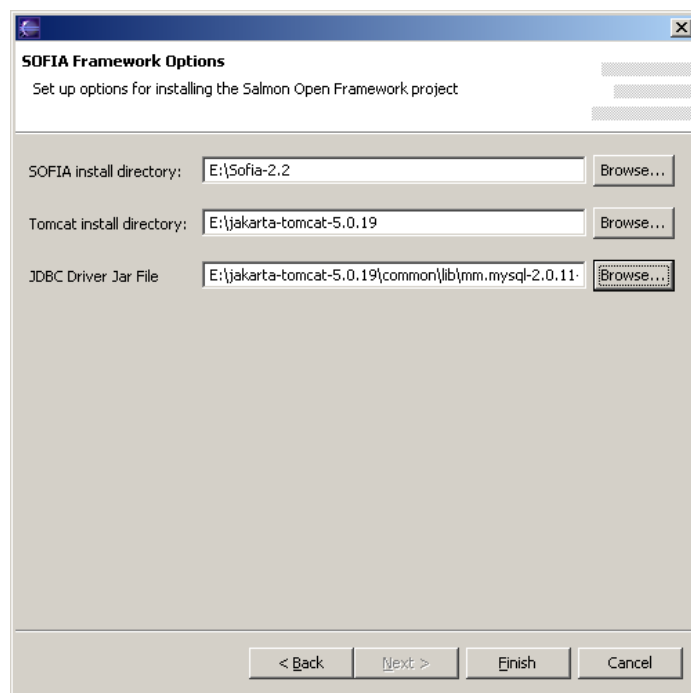 SOFIA Framework Options
Set up options for installing the Salmon Open Framework project
SOFIA install directory: E:\Sofia-2.2 Browse...
Tomcat install directory: E:\jakarta-tomcat-5.0.19 Browse...
JDBC Driver Jar File E:\jakarta-tomcat-5.0.19\common\lib\mm.mysql-2.0.11- Browse...
< Back Next > Finish Cancel